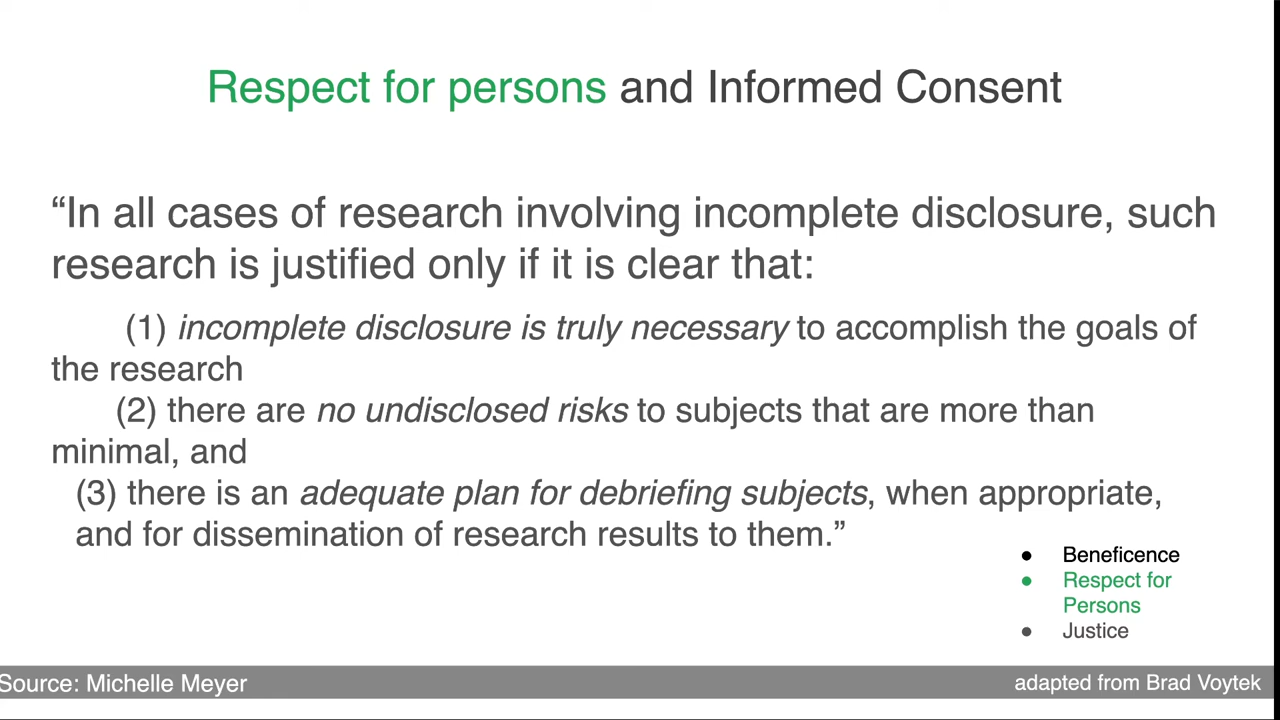 Respect for persons and Informed Consent
“In all cases of research involving incomplete disclosure, such
research is justified only if it is clear that:
(1) incomplete disclosure is truly necessary to accomplish the goals of
the research
(2) there are no undisclosed risks to subjects that are more than
minimal, and
(3) there is an adequate plan for debriefing subjects, when appropriate,
and for dissemination of research results to them.”
● Beneficence
● Respect for
Persons
● Justice
Source: Michelle Meyer
adapted from Brad Voytek